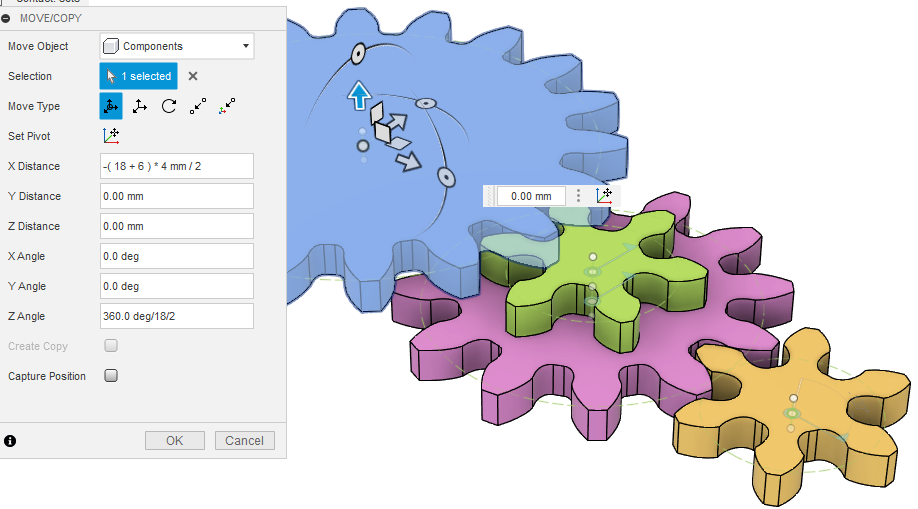 MOVE/COPY
Move Object Components
Selection 1 selected
Move Type
Set Pivot
X Distance -( 18 + 6 ) * 4 mm / 2
Y Distance 0.00 mm
0.00 mm
Z Distance 0.00 mm
X Angle 0.0 deg
Y Angle 0.0 deg
Z Angle 360.0 deg/18/2
Create Copy
Capture Position
OK Cancel